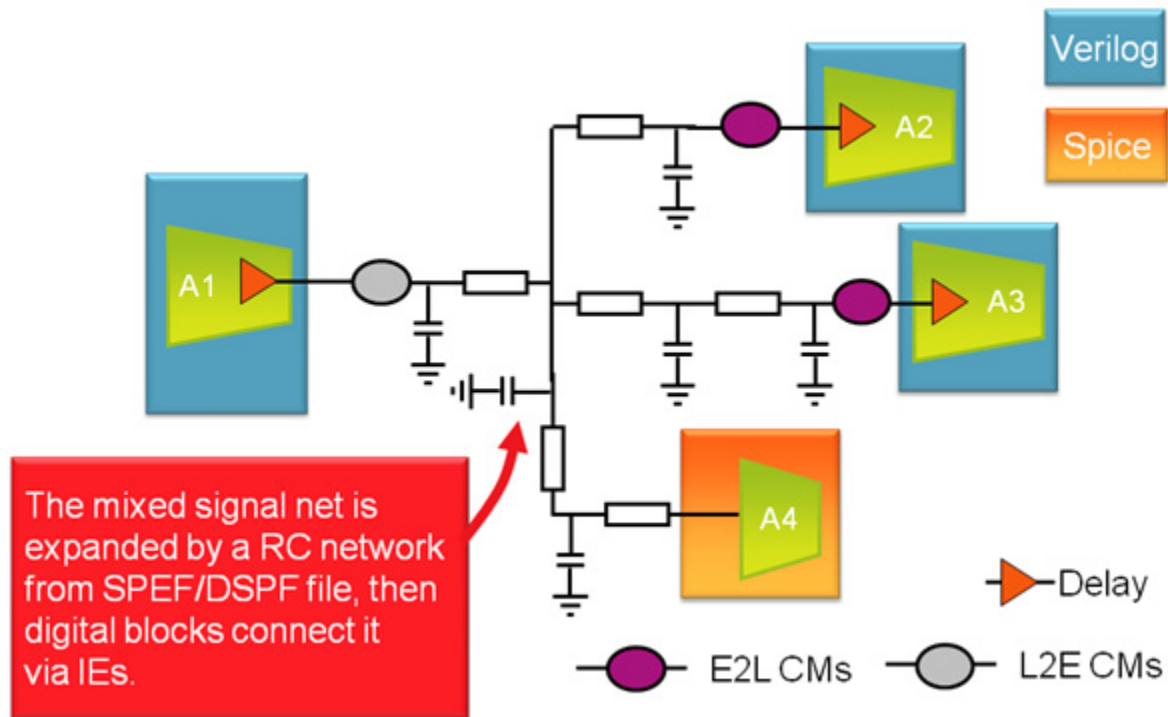 Verilog
Spice
A2
A1
A3
A4
The mixed signal net is
expanded by a RC network
from SPEF/DSPF file, then
digital blocks connect it
via IEs.
Delay
E2L CMs
L2E CMs